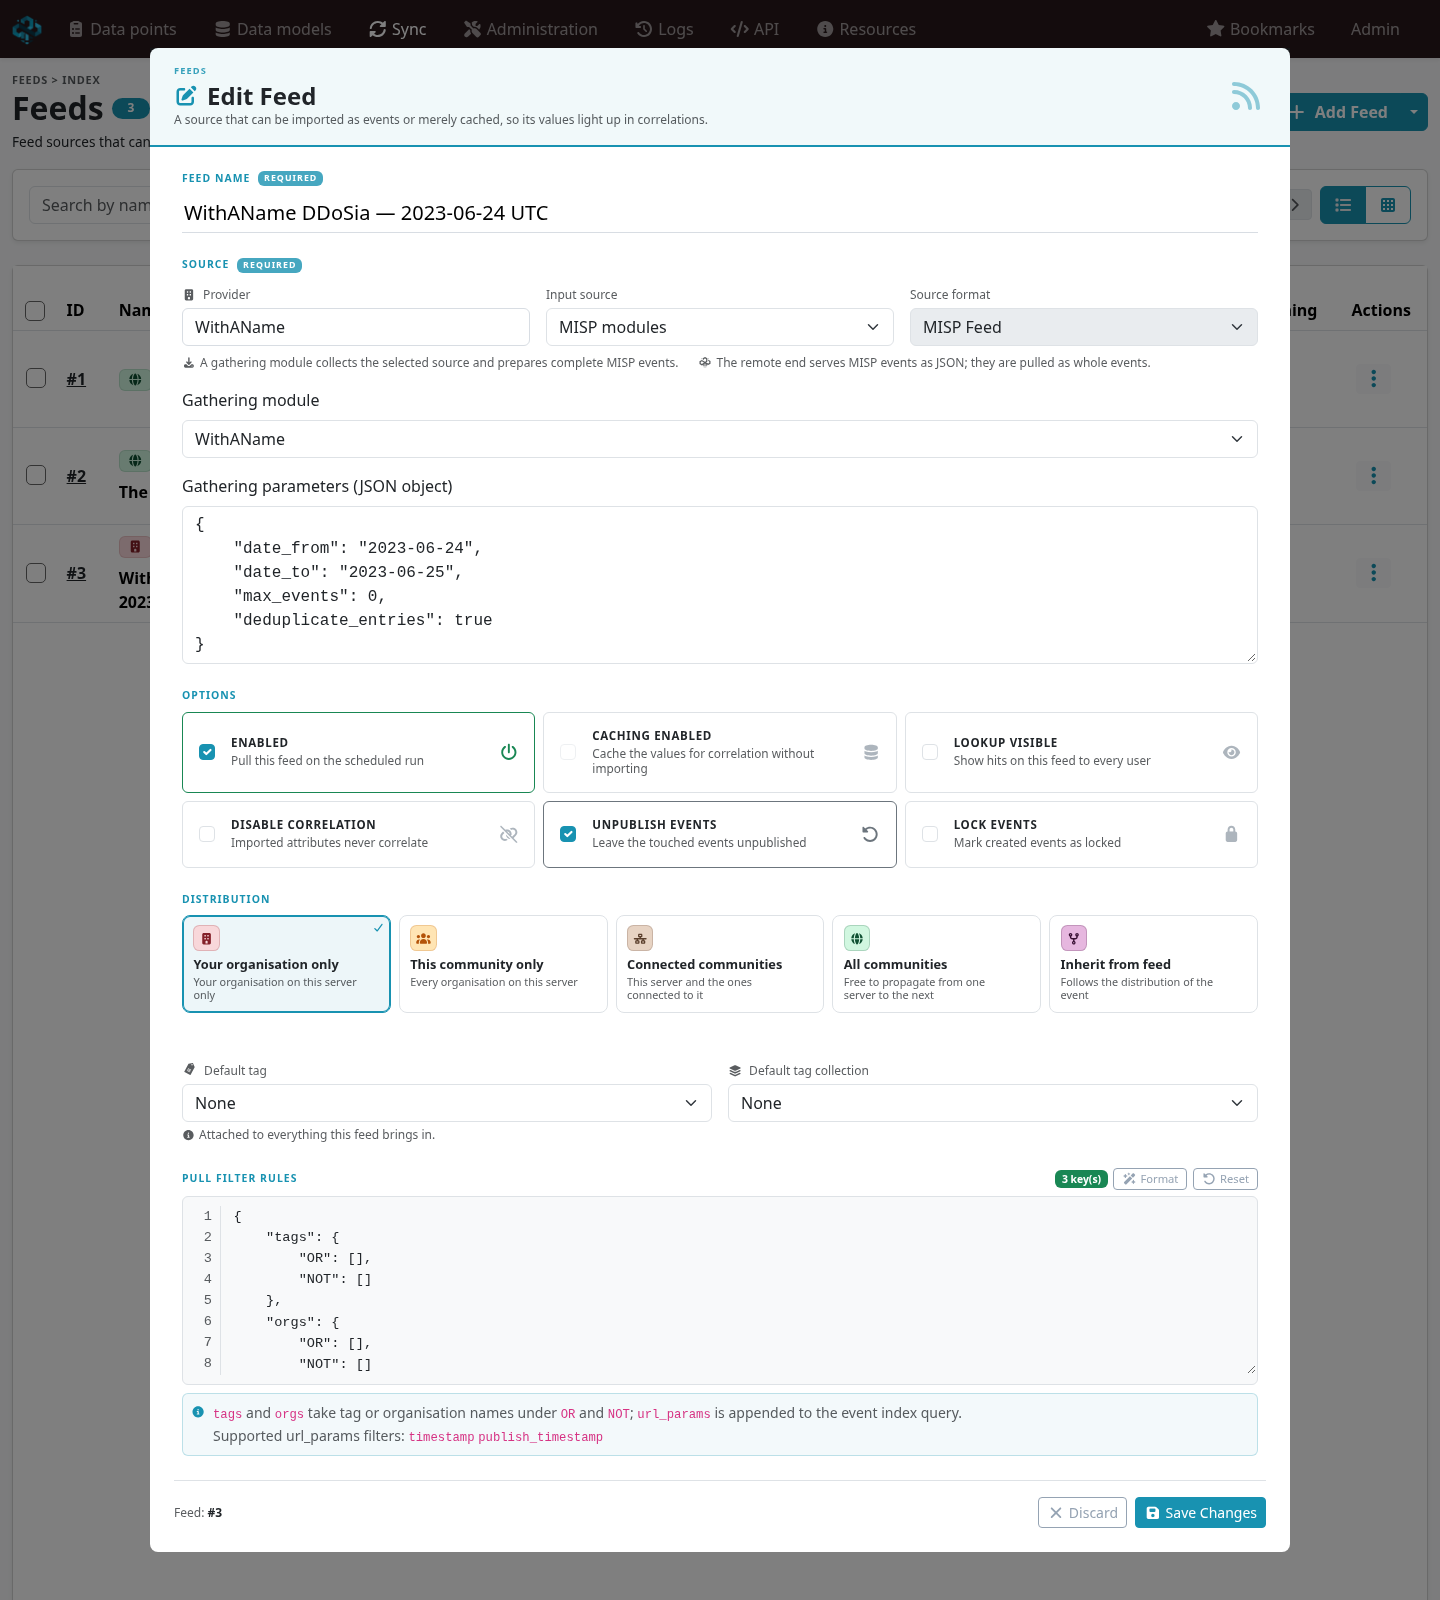 Data points
Data models
Sync
Administration
Logs
API
Resources
Bookmarks
Admin
FEEDS > INDEX
Feeds 3
Add Feed
Feed sources that can
Search by nam
ID
Nam
ing
Actions
#1
#2
The
#3
With
2023
FEEDS
Edit Feed
A source that can be imported as events or merely cached, so its values light up in correlations.
FEED NAME REQUIRED
WithAName DDoSia — 2023-06-24 UTC
SOURCE REQUIRED
Provider
Input source
Source format
WithAName
MISP modules
MISP Feed
A gathering module collects the selected source and prepares complete MISP events.
The remote end serves MISP events as JSON; they are pulled as whole events.
Gathering module
WithAName
Gathering parameters (JSON object)
{
    "date_from": "2023-06-24",
    "date_to": "2023-06-25",
    "max_events": 0,
    "deduplicate_entries": true
}
OPTIONS
ENABLED
Pull this feed on the scheduled run
CACHING ENABLED
Cache the values for correlation without
importing
LOOKUP VISIBLE
Show hits on this feed to every user
DISABLE CORRELATION
Imported attributes never correlate
UNPUBLISH EVENTS
Leave the touched events unpublished
LOCK EVENTS
Mark created events as locked
DISTRIBUTION
Your organisation only
Your organisation on this server
only
This community only
Every organisation on this server
Connected communities
This server and the ones
connected to it
All communities
Free to propagate from one
server to the next
Inherit from feed
Follows the distribution of the
event
Default tag
Default tag collection
None
None
Attached to everything this feed brings in.
PULL FILTER RULES
3 key(s)
Format
Reset
1 {
2     "tags": {
3         "OR": [],
4         "NOT": []
5     },
6     "orgs": {
7         "OR": [],
8         "NOT": []
tags and orgs take tag or organisation names under OR and NOT; url_params is appended to the event index query.
Supported url_params filters: timestamp publish_timestamp
Feed: #3
Discard
Save Changes